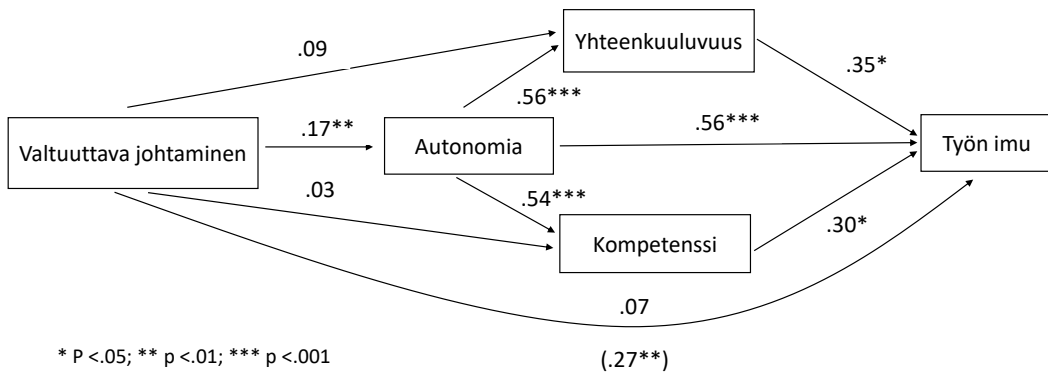 Yhteenkuuluvuus
.09
.35*
.56***
.17**
.56***
Valtuuttava johtaminen
Autonomia
Työn imu
.03
.54***
.30*
Kompetenssi
.07
* P <.05; ** p <.01; *** p <.001
(.27**)